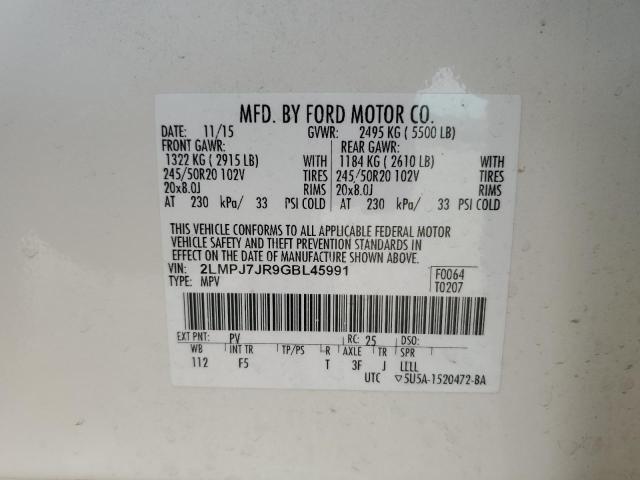 MFD. BY FORD MOTOR CO.
DATE: 11/15 GVWR: 2495 KG ( 5500 LB)
FRONT GAWR: REAR GAWR:
1322 KG ( 2915 LB) WITH 1184 KG ( 2610 LB) WITH
245/50R20 102V TIRES 245/50R20 102V TIRES
20x8.0J RIMS 20x8.0J RIMS
AT 230 kPa/ 33 PSI COLD AT 230 kPa/ 33 PSI COLD
THIS VEHICLE CONFORMS TO ALL APPLICABLE FEDERAL MOTOR
VEHICLE SAFETY AND THEFT PREVENTION STANDARDS IN
EFFECT ON THE DATE OF MANUFACTURE SHOWN ABOVE.
VIN: 2LMPJ7JR9GBL45991 F0064
TYPE: MPV T0207
EXT PNT: PV RC: 25 DSO:
WB INT TR TP/PS R AXLE TR SPR
112 F5 T 3F J LLLL
UTC ▽5U5A-1520472-BA